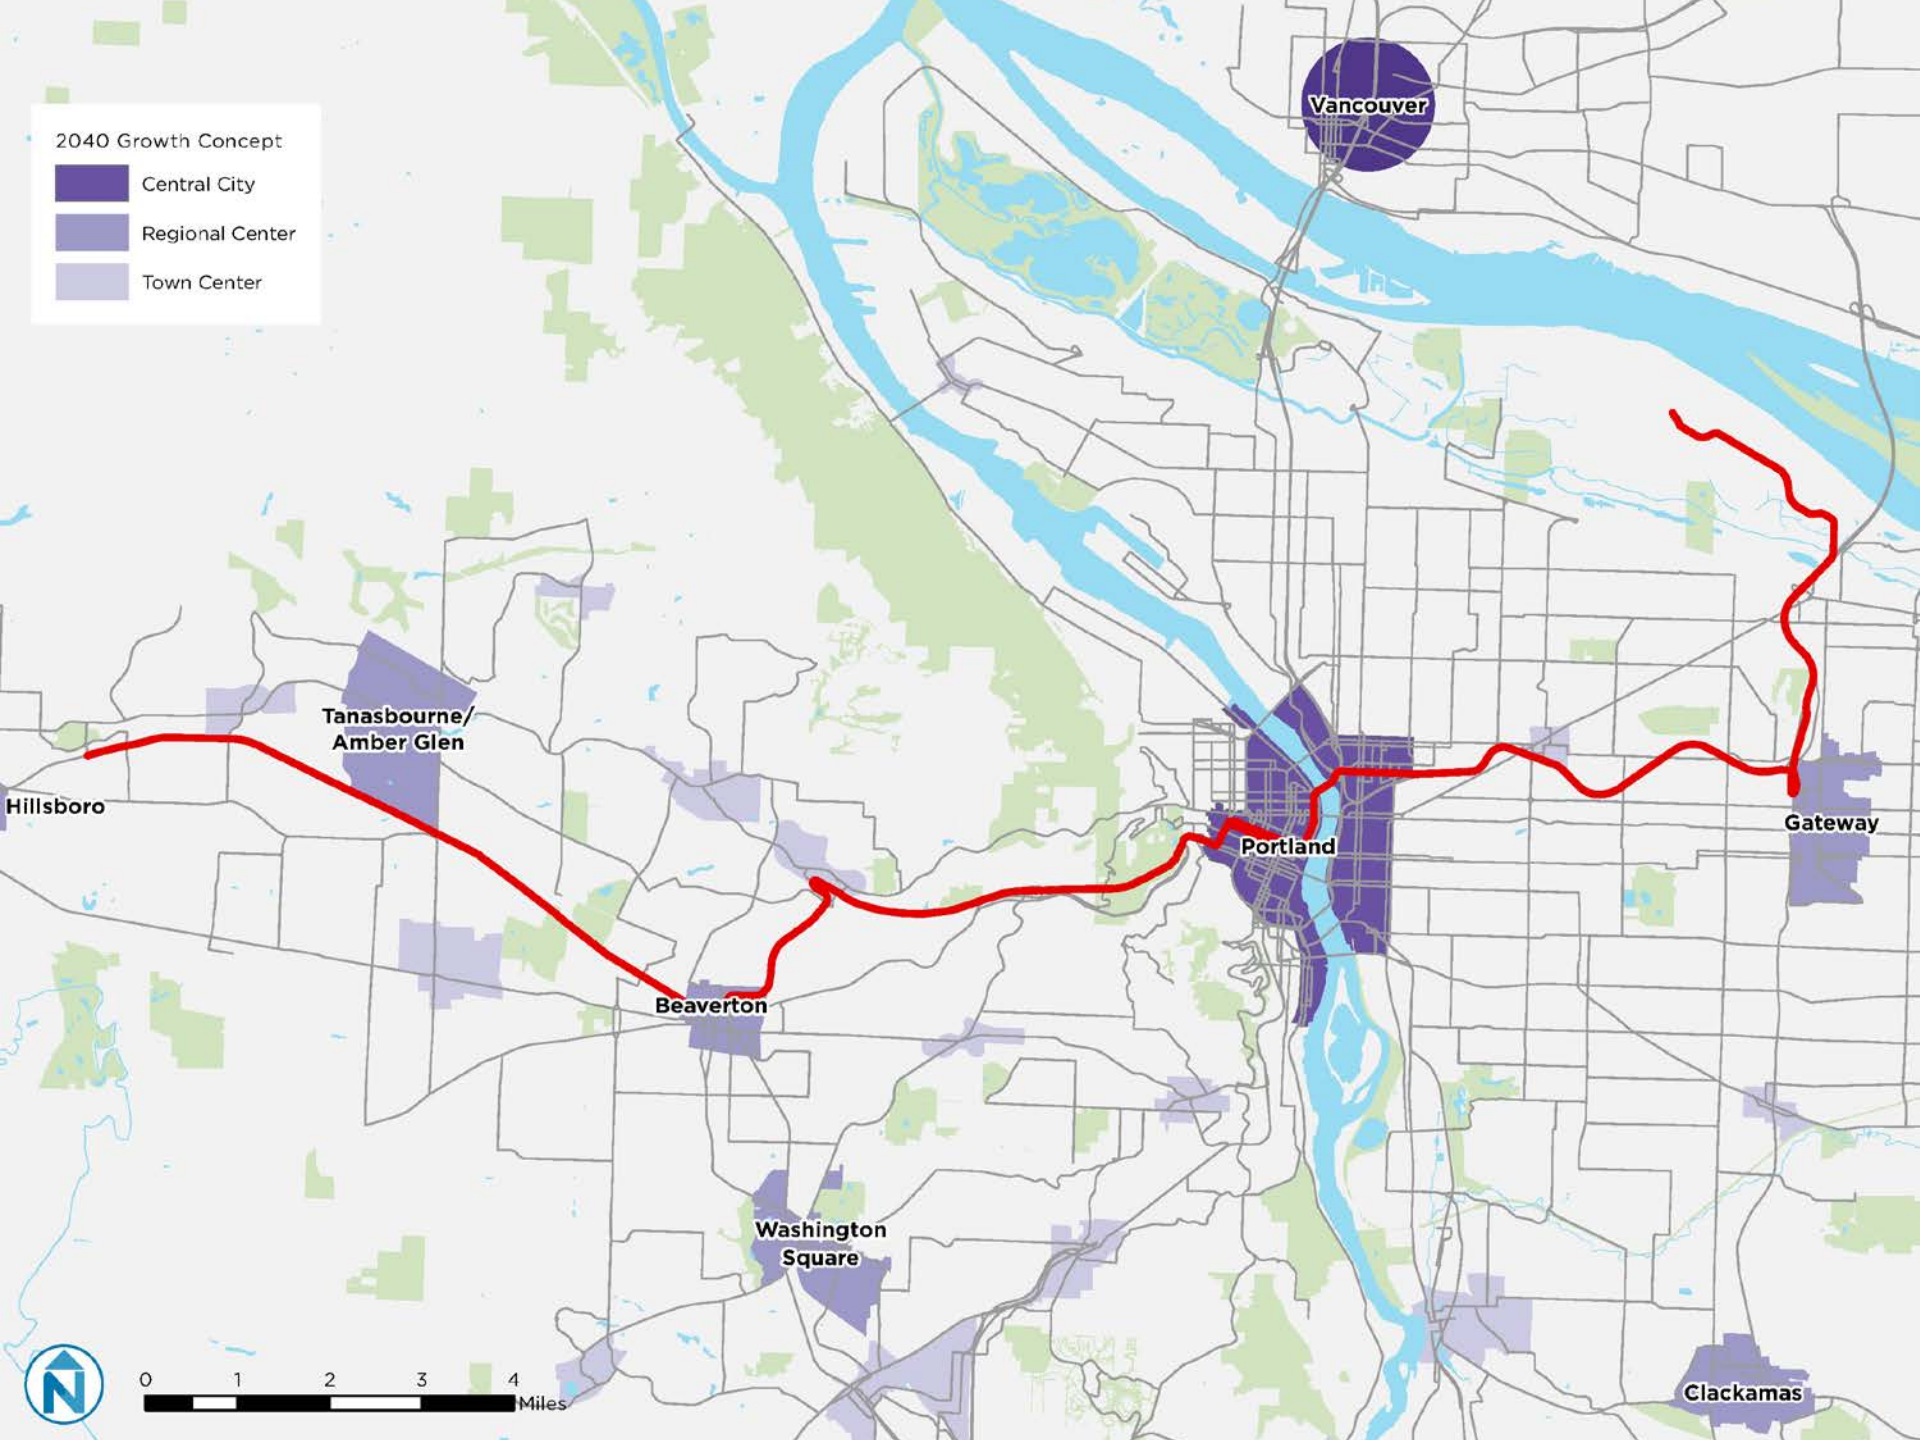 2040 Growth Concept
Central City
Regional Center
Town Center
Vancouver
Tanasbourne/
Amber Glen
Hillsboro
Gateway
Portland
Beaverton
Washington
Square
Clackamas
N
0 1 2 3 4
Miles